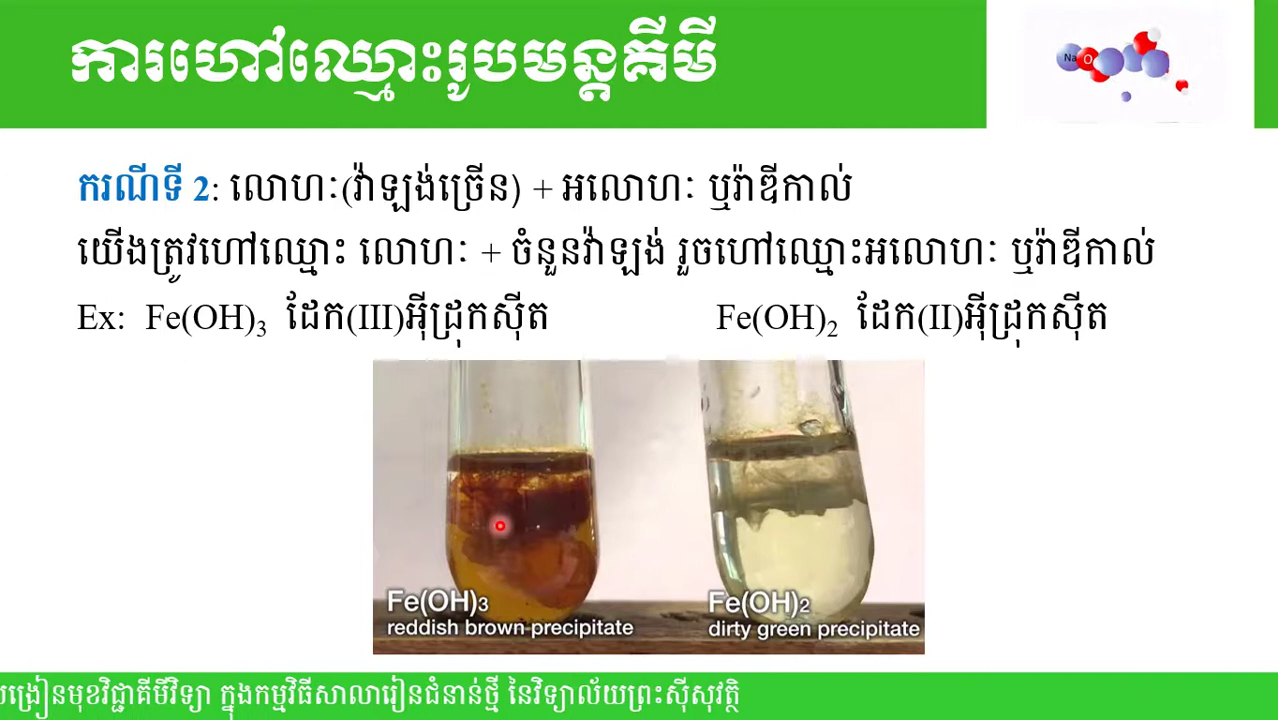 ការហៅឈ្មោះរូបមន្តគីមី
Na O
ករណីទី 2: លោហៈ(វ៉ាឡង់ច្រើន) + អលោហៈ ឬរ៉ាឌីកាល់
យើងត្រូវហៅឈ្មោះ លោហៈ + ចំនួនវ៉ាឡង់ រួចហៅឈ្មោះអលោហៈ ឬរ៉ាឌីកាល់
Ex: Fe(OH)₃ ដែក(III)អ៊ីដ្រុកស៊ីត Fe(OH)₂ ដែក(II)អ៊ីដ្រុកស៊ីត
Fe(OH)₃
reddish brown precipitate
Fe(OH)₂
dirty green precipitate
ង្រៀនមុខវិជ្ជាគីមីវិទ្យា ក្នុងកម្មវិធីសាលារៀនជំនាន់ថ្មី នៃវិទ្យាល័យព្រះស៊ីសុវត្ថិ